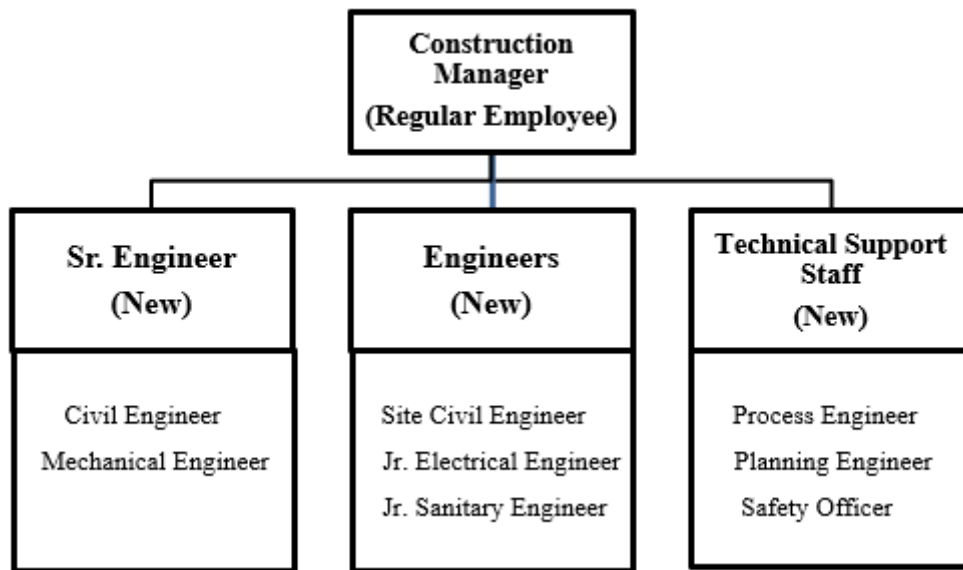 Construction
Manager
(Regular Employee)
Sr. Engineer
(New)
Civil Engineer
Mechanical Engineer
Engineers
(New)
Site Civil Engineer
Jr. Electrical Engineer
Jr. Sanitary Engineer
Technical Support
Staff
(New)
Process Engineer
Planning Engineer
Safety Officer